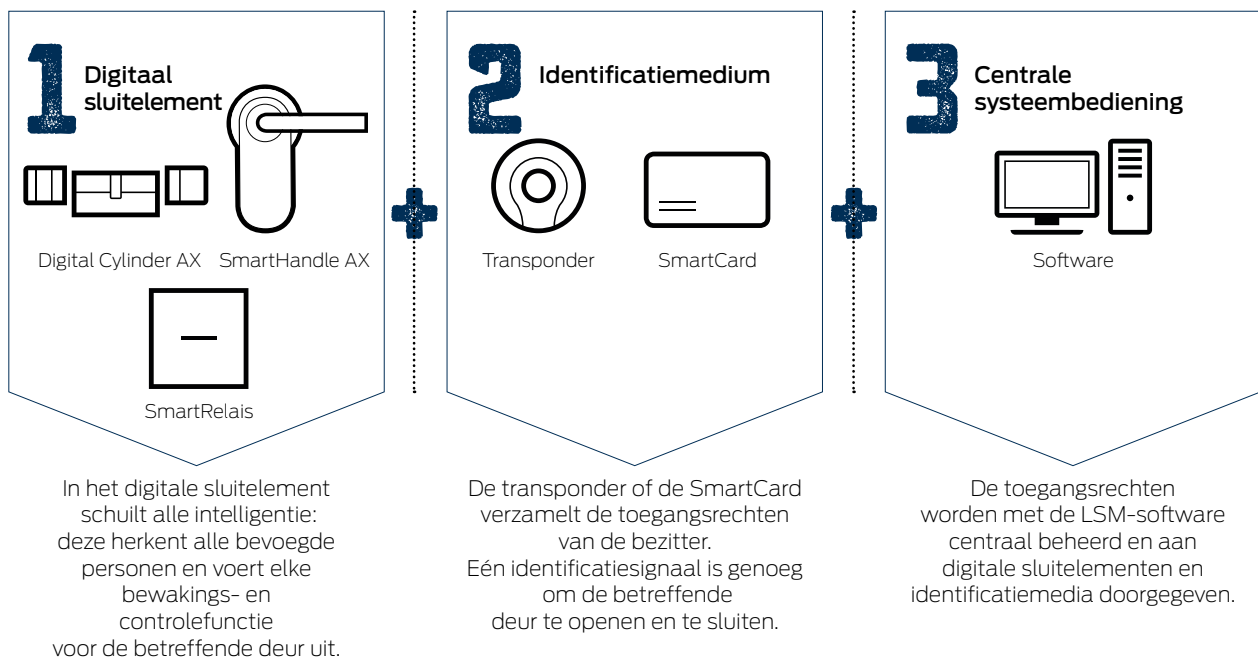 1
Digitaal
sluitelement
Digital Cylinder AX
SmartHandle AX
SmartRelais
In het digitale sluitelement
schuilt alle intelligentie:
deze herkent alle bevoegde
personen en voert elke
bewakings- en
controlefunctie
voor de betreffende deur uit.
2
Identificatiemedium
Transponder
SmartCard
De transponder of de SmartCard
verzamelt de toegangsrechten
van de bezitter.
Eén identificatiesignaal is genoeg
om de betreffende
deur te openen en te sluiten.
3
Centrale
systeembediening
Software
De toegangsrechten
worden met de LSM-software
centraal beheerd en aan
digitale sluitelementen en
identificatiemedia doorgegeven.